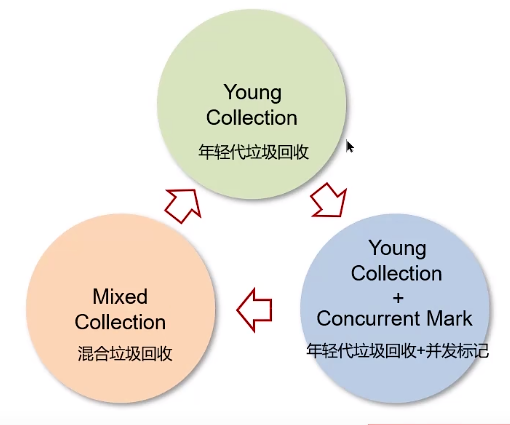 Young
Collection
年轻代垃圾回收
Young
Collection
+
Concurrent Mark
年轻代垃圾回收+并发标记
Mixed
Collection
混合垃圾回收